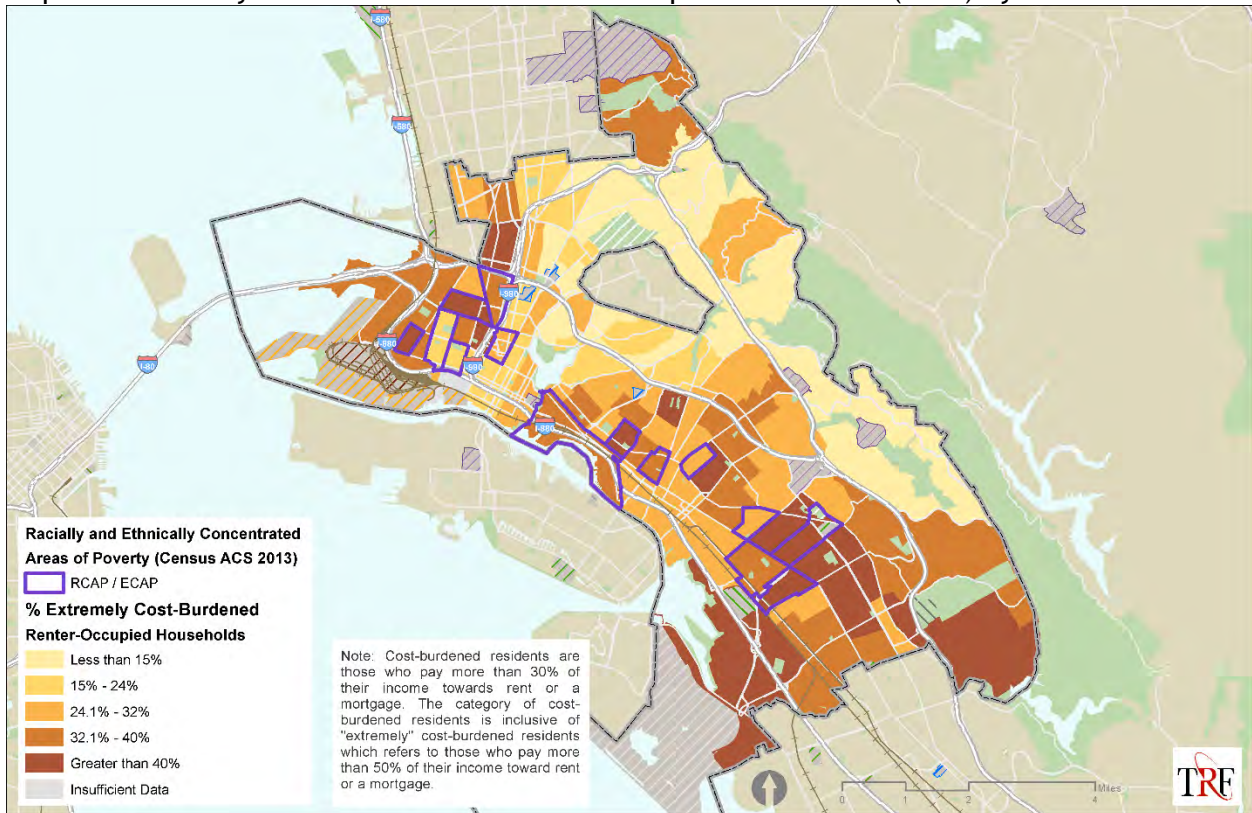 I-580
I-580
I-880
I-80
I-880
Racially and Ethnically Concentrated
Areas of Poverty (Census ACS 2013)
RCAP / ECAP
% Extremely Cost-Burdened
Renter-Occupied Households
Less than 15%
15% - 24%
24.1% - 32%
32.1% - 40%
Greater than 40%
Insufficient Data
Note: Cost-burdened residents are
those who pay more than 30% of
their income towards rent or a
mortgage. The category of cost-
burdened residents is inclusive of
"extremely" cost-burdened residents
which refers to those who pay more
than 50% of their income toward rent
or a mortgage.
Miles
0 1 2 4
TRF